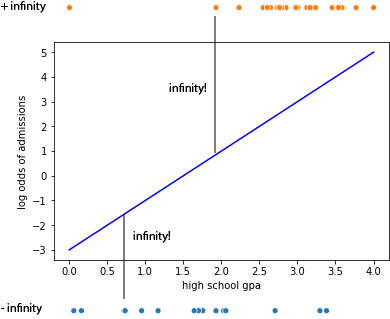 + infinity
5
4
3
2
1
0
−1
−2
−3
log odds of admissions
infinity!
infinity!
0.0 0.5 1.0 1.5 2.0 2.5 3.0 3.5 4.0
high school gpa
- infinity